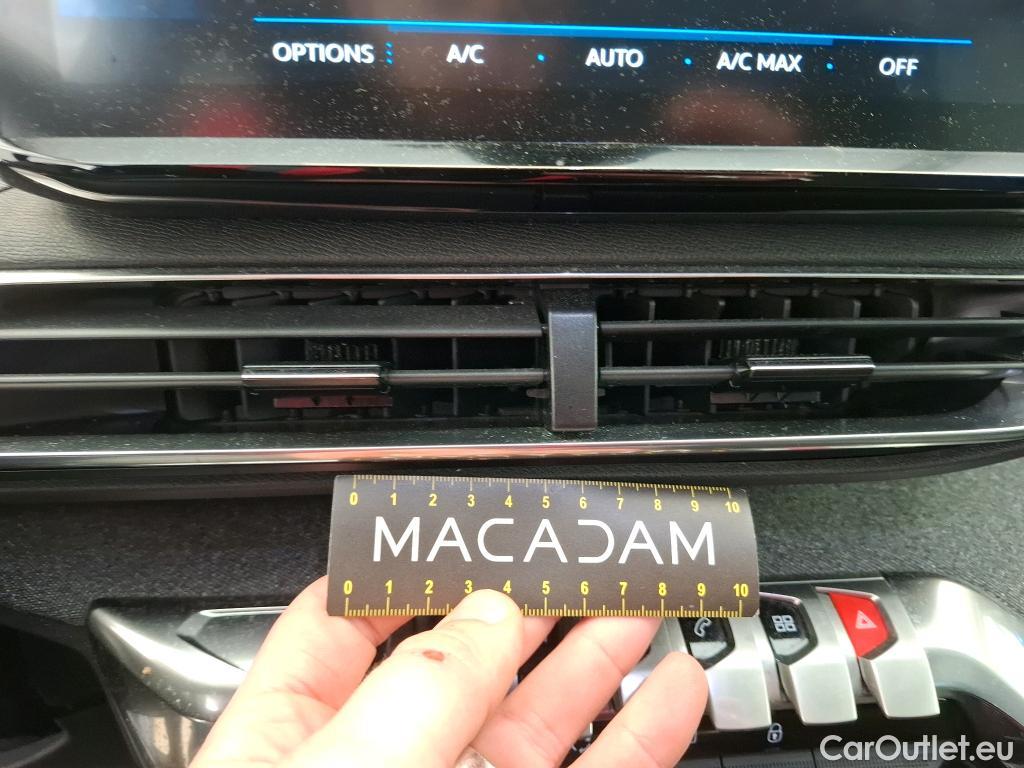 OPTIONS A/C AUTO A/C MAX OFF
0 1 2 3 4 5 6 7 8 9 10
MACADAM
0 1 2 3 4 5 6 7 8 9 10
CarOutlet.eu